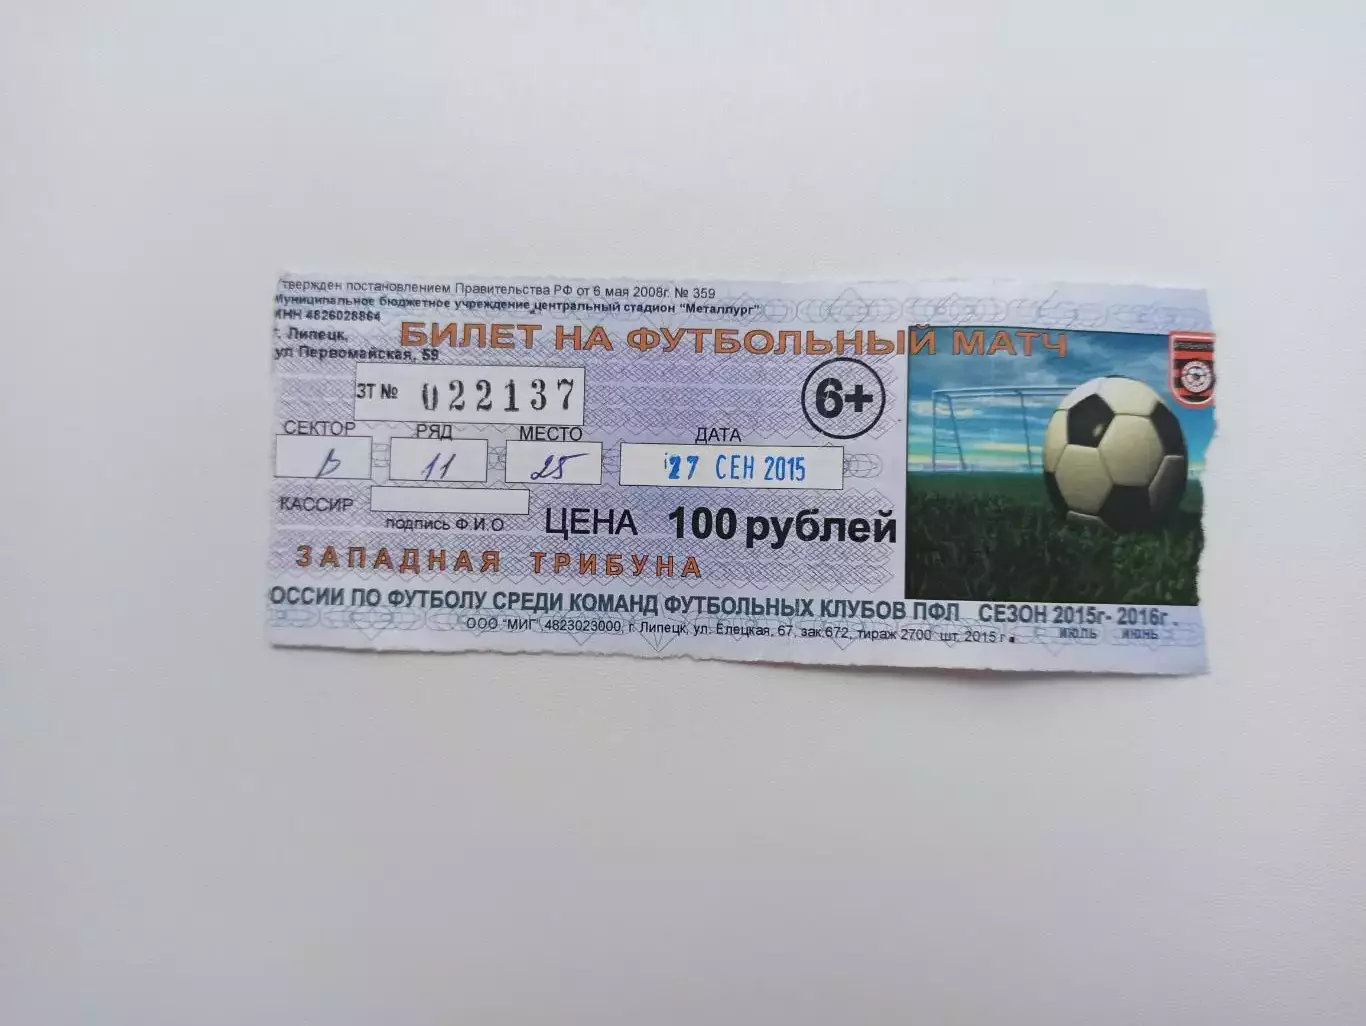 твержден постановлением Правительства РФ от 6 мая 2008г. № 359
Муниципальное бюджетное учреждение центральный стадион "Металлург"
ИНН 4826028864
г. Липецк,
ул Первомайская, 59
БИЛЕТ НА ФУТБОЛЬНЫЙ МАТЧ
ЗТ № 022137
6+
СЕКТОР РЯД МЕСТО ДАТА
11 25 27 СЕН 2015
КАССИР
подпись Ф.И.О
ЦЕНА 100 рублей
ЗАПАДНАЯ ТРИБУНА
ОССИИ ПО ФУТБОЛУ СРЕДИ КОМАНД ФУТБОЛЬНЫХ КЛУБОВ ПФЛ СЕЗОН 2015г- 2016г.
июль июнь
ООО "МИГ" 4823023000, г. Липецк, ул. Елецкая, 67, зак.672, тираж 2700 шт. 2015 г.